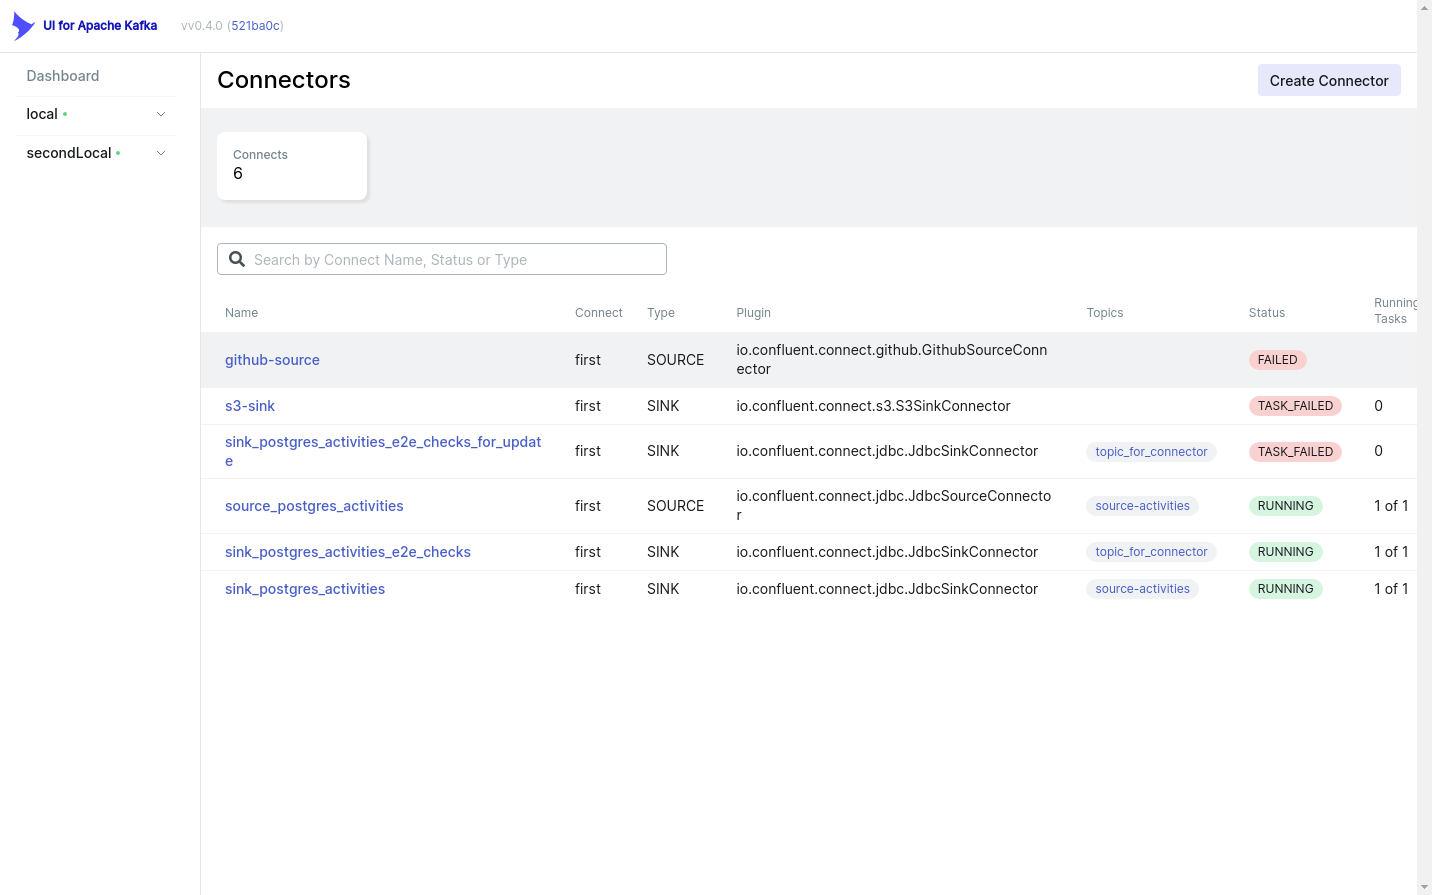 UI for Apache Kafka vv0.4.0 (521ba0c)
Dashboard
local
secondLocal
Connectors
Create Connector
Connects
6
Search by Connect Name, Status or Type
Name Connect Type Plugin Topics Status Running
Tasks
github-source first SOURCE io.confluent.connect.github.GithubSourceConn
ector FAILED
s3-sink first SINK io.confluent.connect.s3.S3SinkConnector TASK_FAILED 0
sink_postgres_activities_e2e_checks_for_updat
e first SINK io.confluent.connect.jdbc.JdbcSinkConnector topic_for_connector TASK_FAILED 0
source_postgres_activities first SOURCE io.confluent.connect.jdbc.JdbcSourceConnecto
r source-activities RUNNING 1 of 1
sink_postgres_activities_e2e_checks first SINK io.confluent.connect.jdbc.JdbcSinkConnector topic_for_connector RUNNING 1 of 1
sink_postgres_activities first SINK io.confluent.connect.jdbc.JdbcSinkConnector source-activities RUNNING 1 of 1